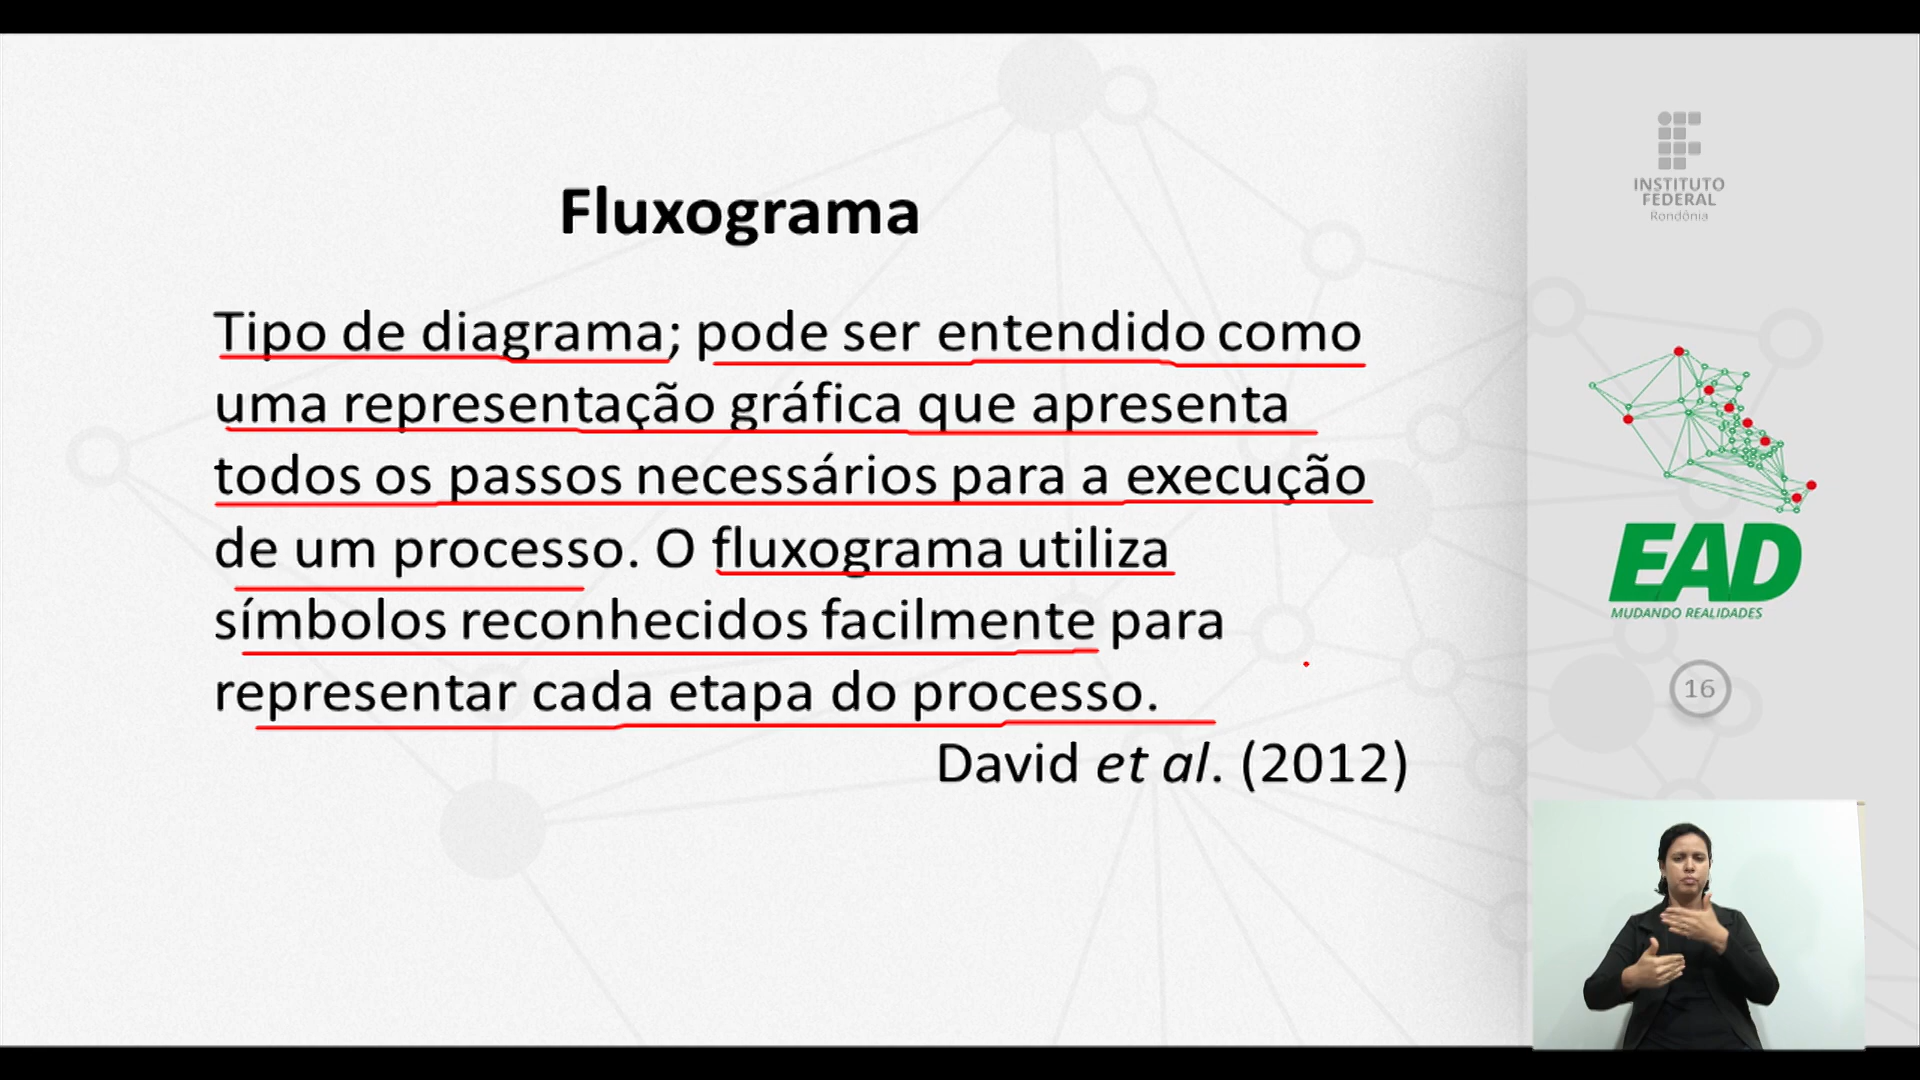 Fluxograma
Tipo de diagrama; pode ser entendido como
uma representação gráfica que apresenta
todos os passos necessários para a execução
de um processo. O fluxograma utiliza
símbolos reconhecidos facilmente para
representar cada etapa do processo.
David et al. (2012)
INSTITUTO
FEDERAL
Rondônia
EAD
MUDANDO REALIDADES
16